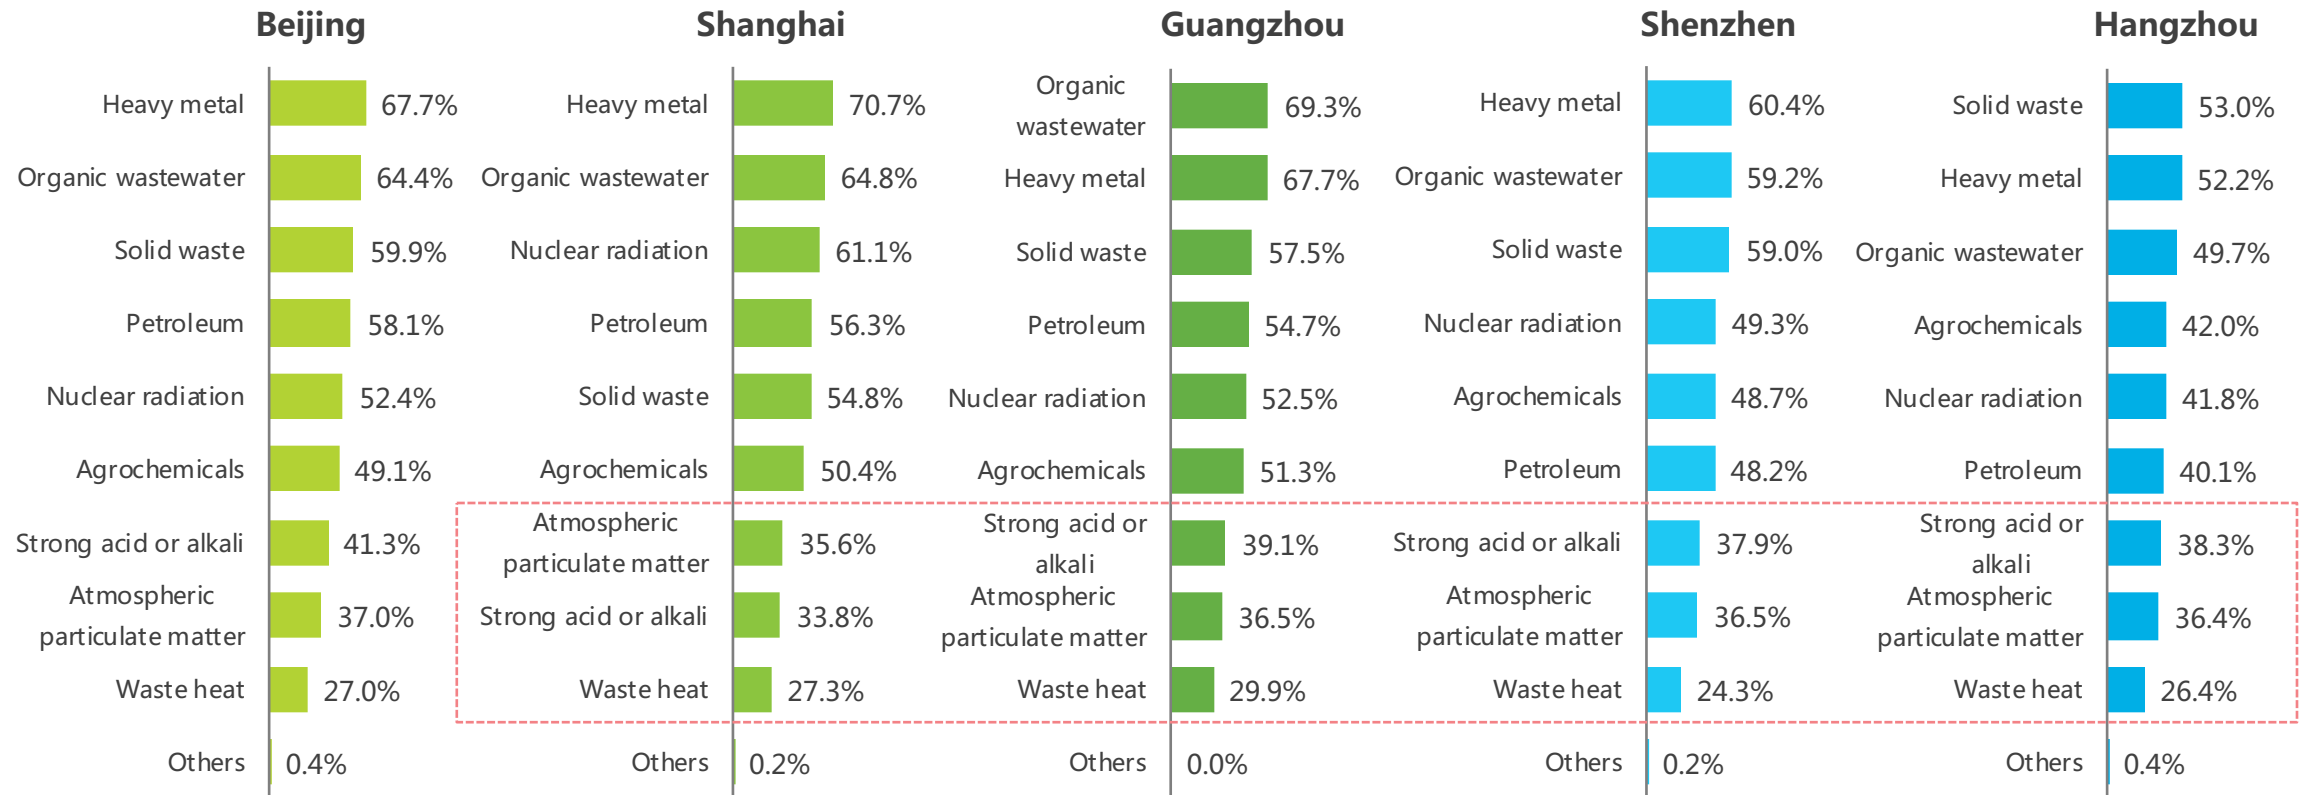 Beijing
Heavy metal 67.7%
Organic wastewater 64.4%
Solid waste 59.9%
Petroleum 58.1%
Nuclear radiation 52.4%
Agrochemicals 49.1%
Strong acid or alkali 41.3%
Atmospheric
particulate matter 37.0%
Waste heat 27.0%
Others 0.4%
Shanghai
Heavy metal 70.7%
Organic wastewater 64.8%
Nuclear radiation 61.1%
Petroleum 56.3%
Solid waste 54.8%
Agrochemicals 50.4%
Atmospheric
particulate matter 35.6%
Strong acid or alkali 33.8%
Waste heat 27.3%
Others 0.2%
Guangzhou
Organic
wastewater 69.3%
Heavy metal 67.7%
Solid waste 57.5%
Petroleum 54.7%
Nuclear radiation 52.5%
Agrochemicals 51.3%
Strong acid or
alkali 39.1%
Atmospheric
particulate matter 36.5%
Waste heat 29.9%
Others 0.0%
Shenzhen
Heavy metal 60.4%
Organic wastewater 59.2%
Solid waste 59.0%
Nuclear radiation 49.3%
Agrochemicals 48.7%
Petroleum 48.2%
Strong acid or alkali 37.9%
Atmospheric
particulate matter 36.5%
Waste heat 24.3%
Others 0.2%
Hangzhou
Solid waste 53.0%
Heavy metal 52.2%
Organic wastewater 49.7%
Agrochemicals 42.0%
Nuclear radiation 41.8%
Petroleum 40.1%
Strong acid or
alkali 38.3%
Atmospheric
particulate matter 36.4%
Waste heat 26.4%
Others 0.4%